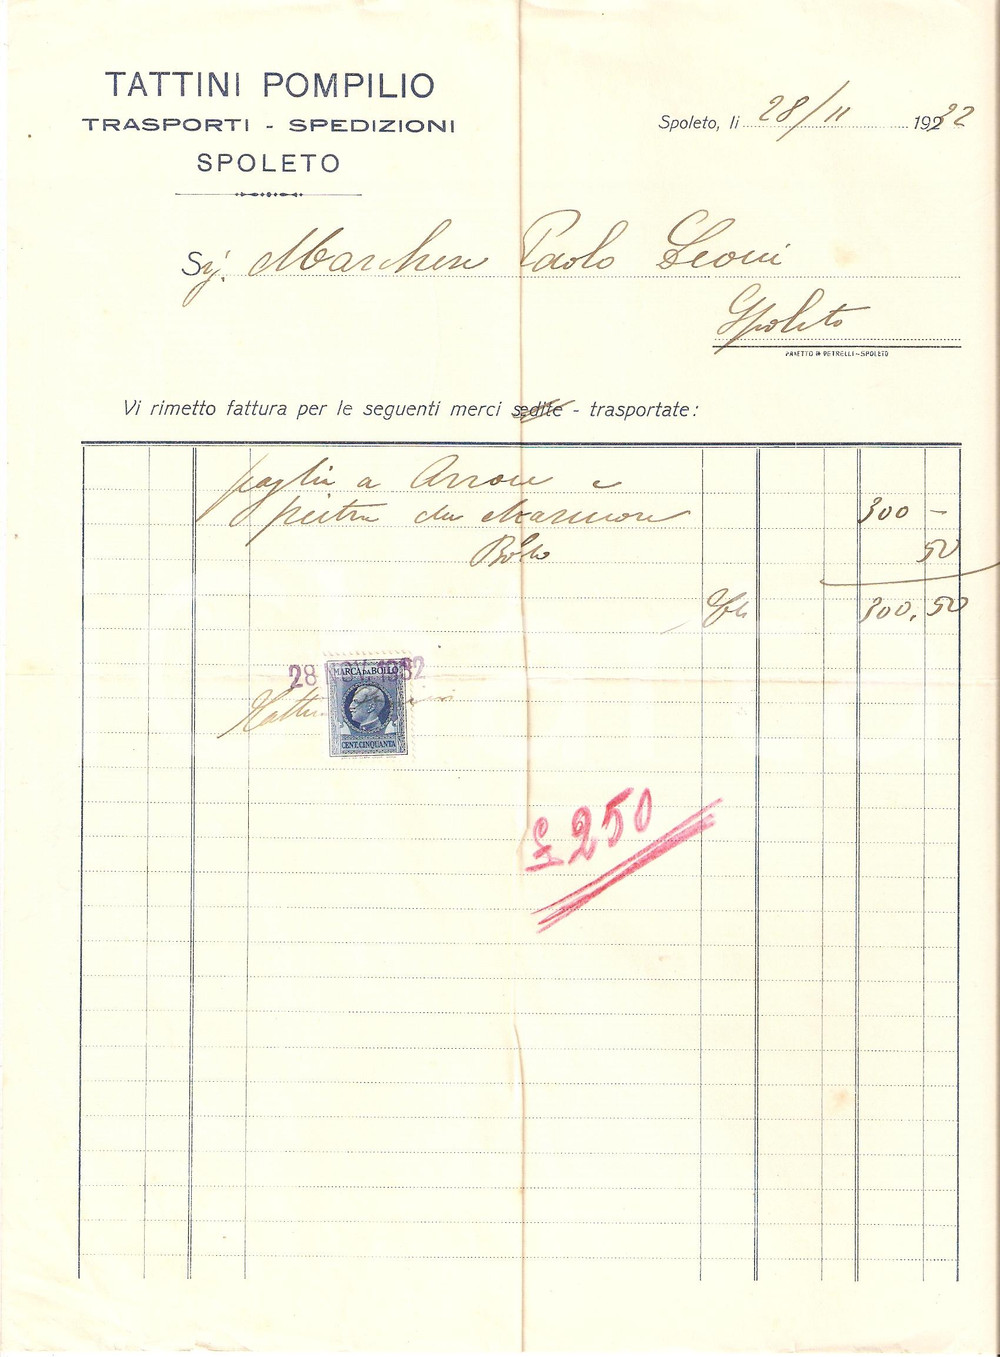 TATTINI POMPILIO
TRASPORTI - SPEDIZIONI
SPOLETO
Spoleto, li 28/11 1932
Sig. Marchese Paolo Leoni
Spoleto
PANETTO & PETRELLI - SPOLETO
Vi rimetto fattura per le seguenti merci sedite - trasportate:
paglia a Arrone e
pietra da Marmore 300 -
Bollo 50
300,50
28 NOV 1932
MARCA DA BOLLO
Tattini
CENT. CINQUANTA
£ 250